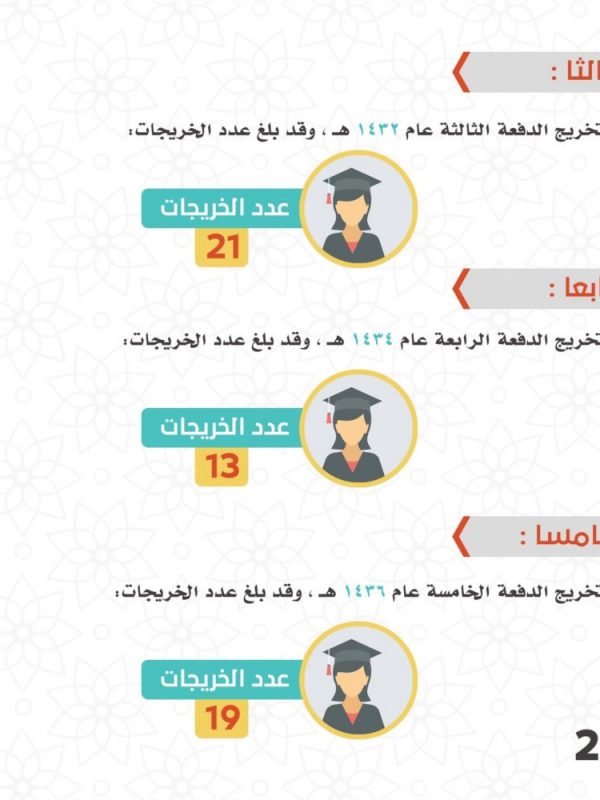 الثا :
تخريج الدفعة الثالثة عام ١٤٣٢ هـ ، وقد بلغ عدد الخريجات:
عدد الخريجات
21
ابعا :
تخريج الدفعة الرابعة عام ١٤٣٤ هـ ، وقد بلغ عدد الخريجات:
عدد الخريجات
13
امسا :
تخريج الدفعة الخامسة عام ١٤٣٦ هـ ، وقد بلغ عدد الخريجات:
عدد الخريجات
19
2